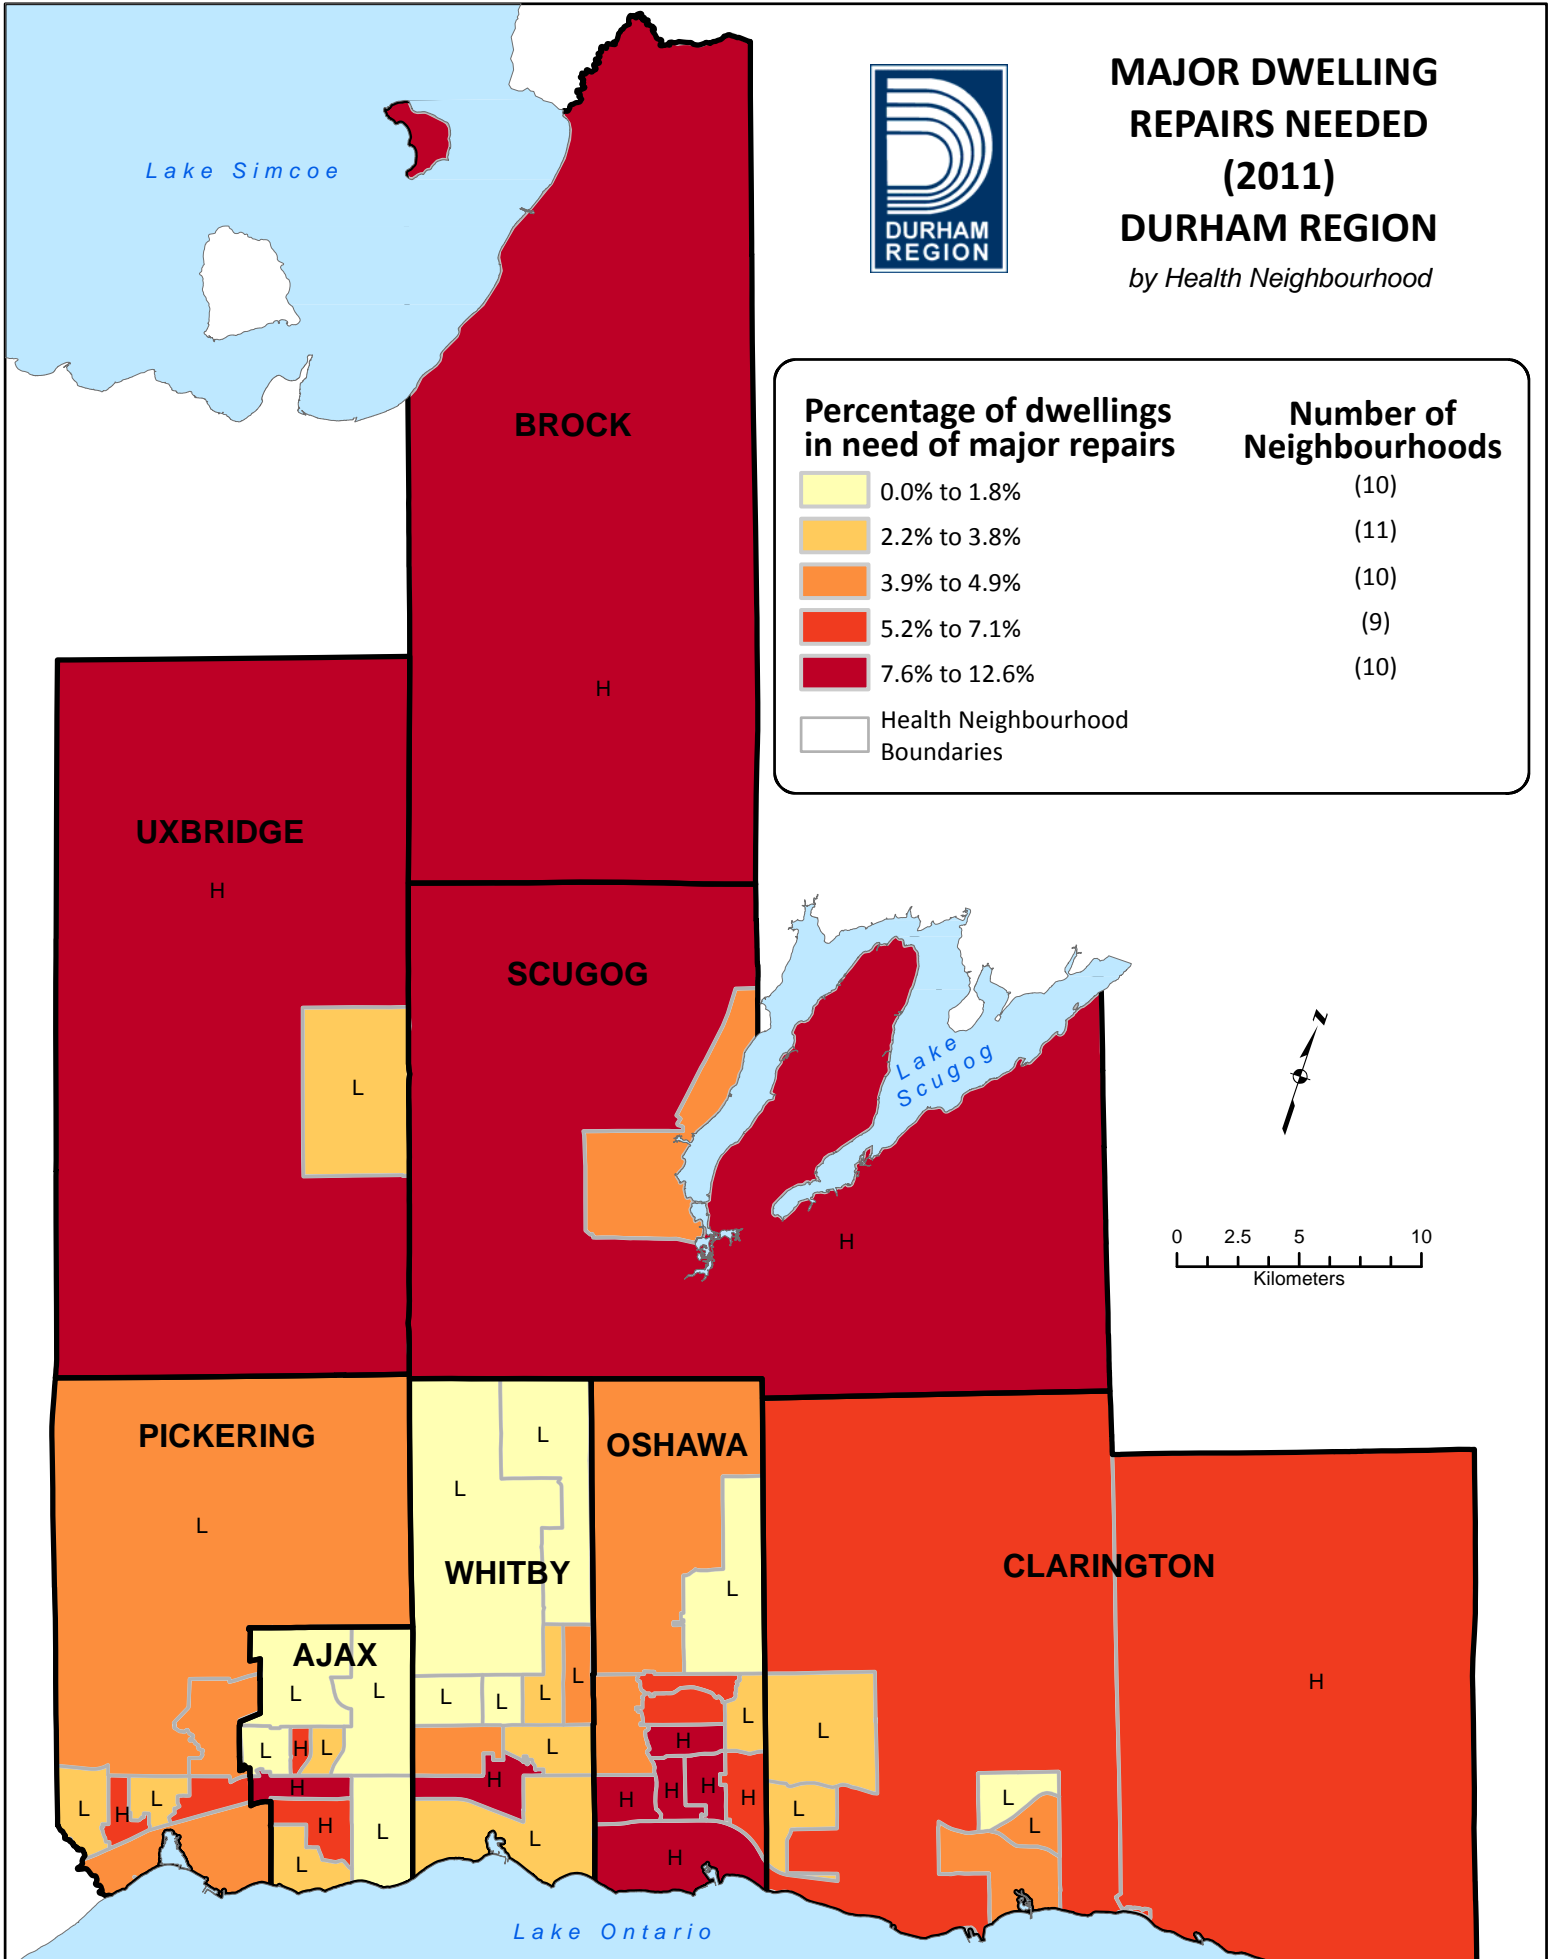 MAJOR DWELLING
REPAIRS NEEDED
(2011)
DURHAM REGION
by Health Neighbourhood
DURHAM
REGION
Lake Simcoe
Percentage of dwellings
in need of major repairs
Number of
Neighbourhoods
0.0% to 1.8%
(10)
2.2% to 3.8%
(11)
3.9% to 4.9%
(10)
5.2% to 7.1%
(9)
7.6% to 12.6%
(10)
Health Neighbourhood
Boundaries
BROCK
H
UXBRIDGE
H
L
SCUGOG
Lake
Scugog
H
N
0 2.5 5 10
Kilometers
PICKERING
L
L
L
WHITBY
OSHAWA
L
CLARINGTON
H
AJAX
L
L
L
L
L
L
L
L
L
H
L
L
H
H
H
L
H
L
H
H
H
H
L
L
L
H
L
L
L
H